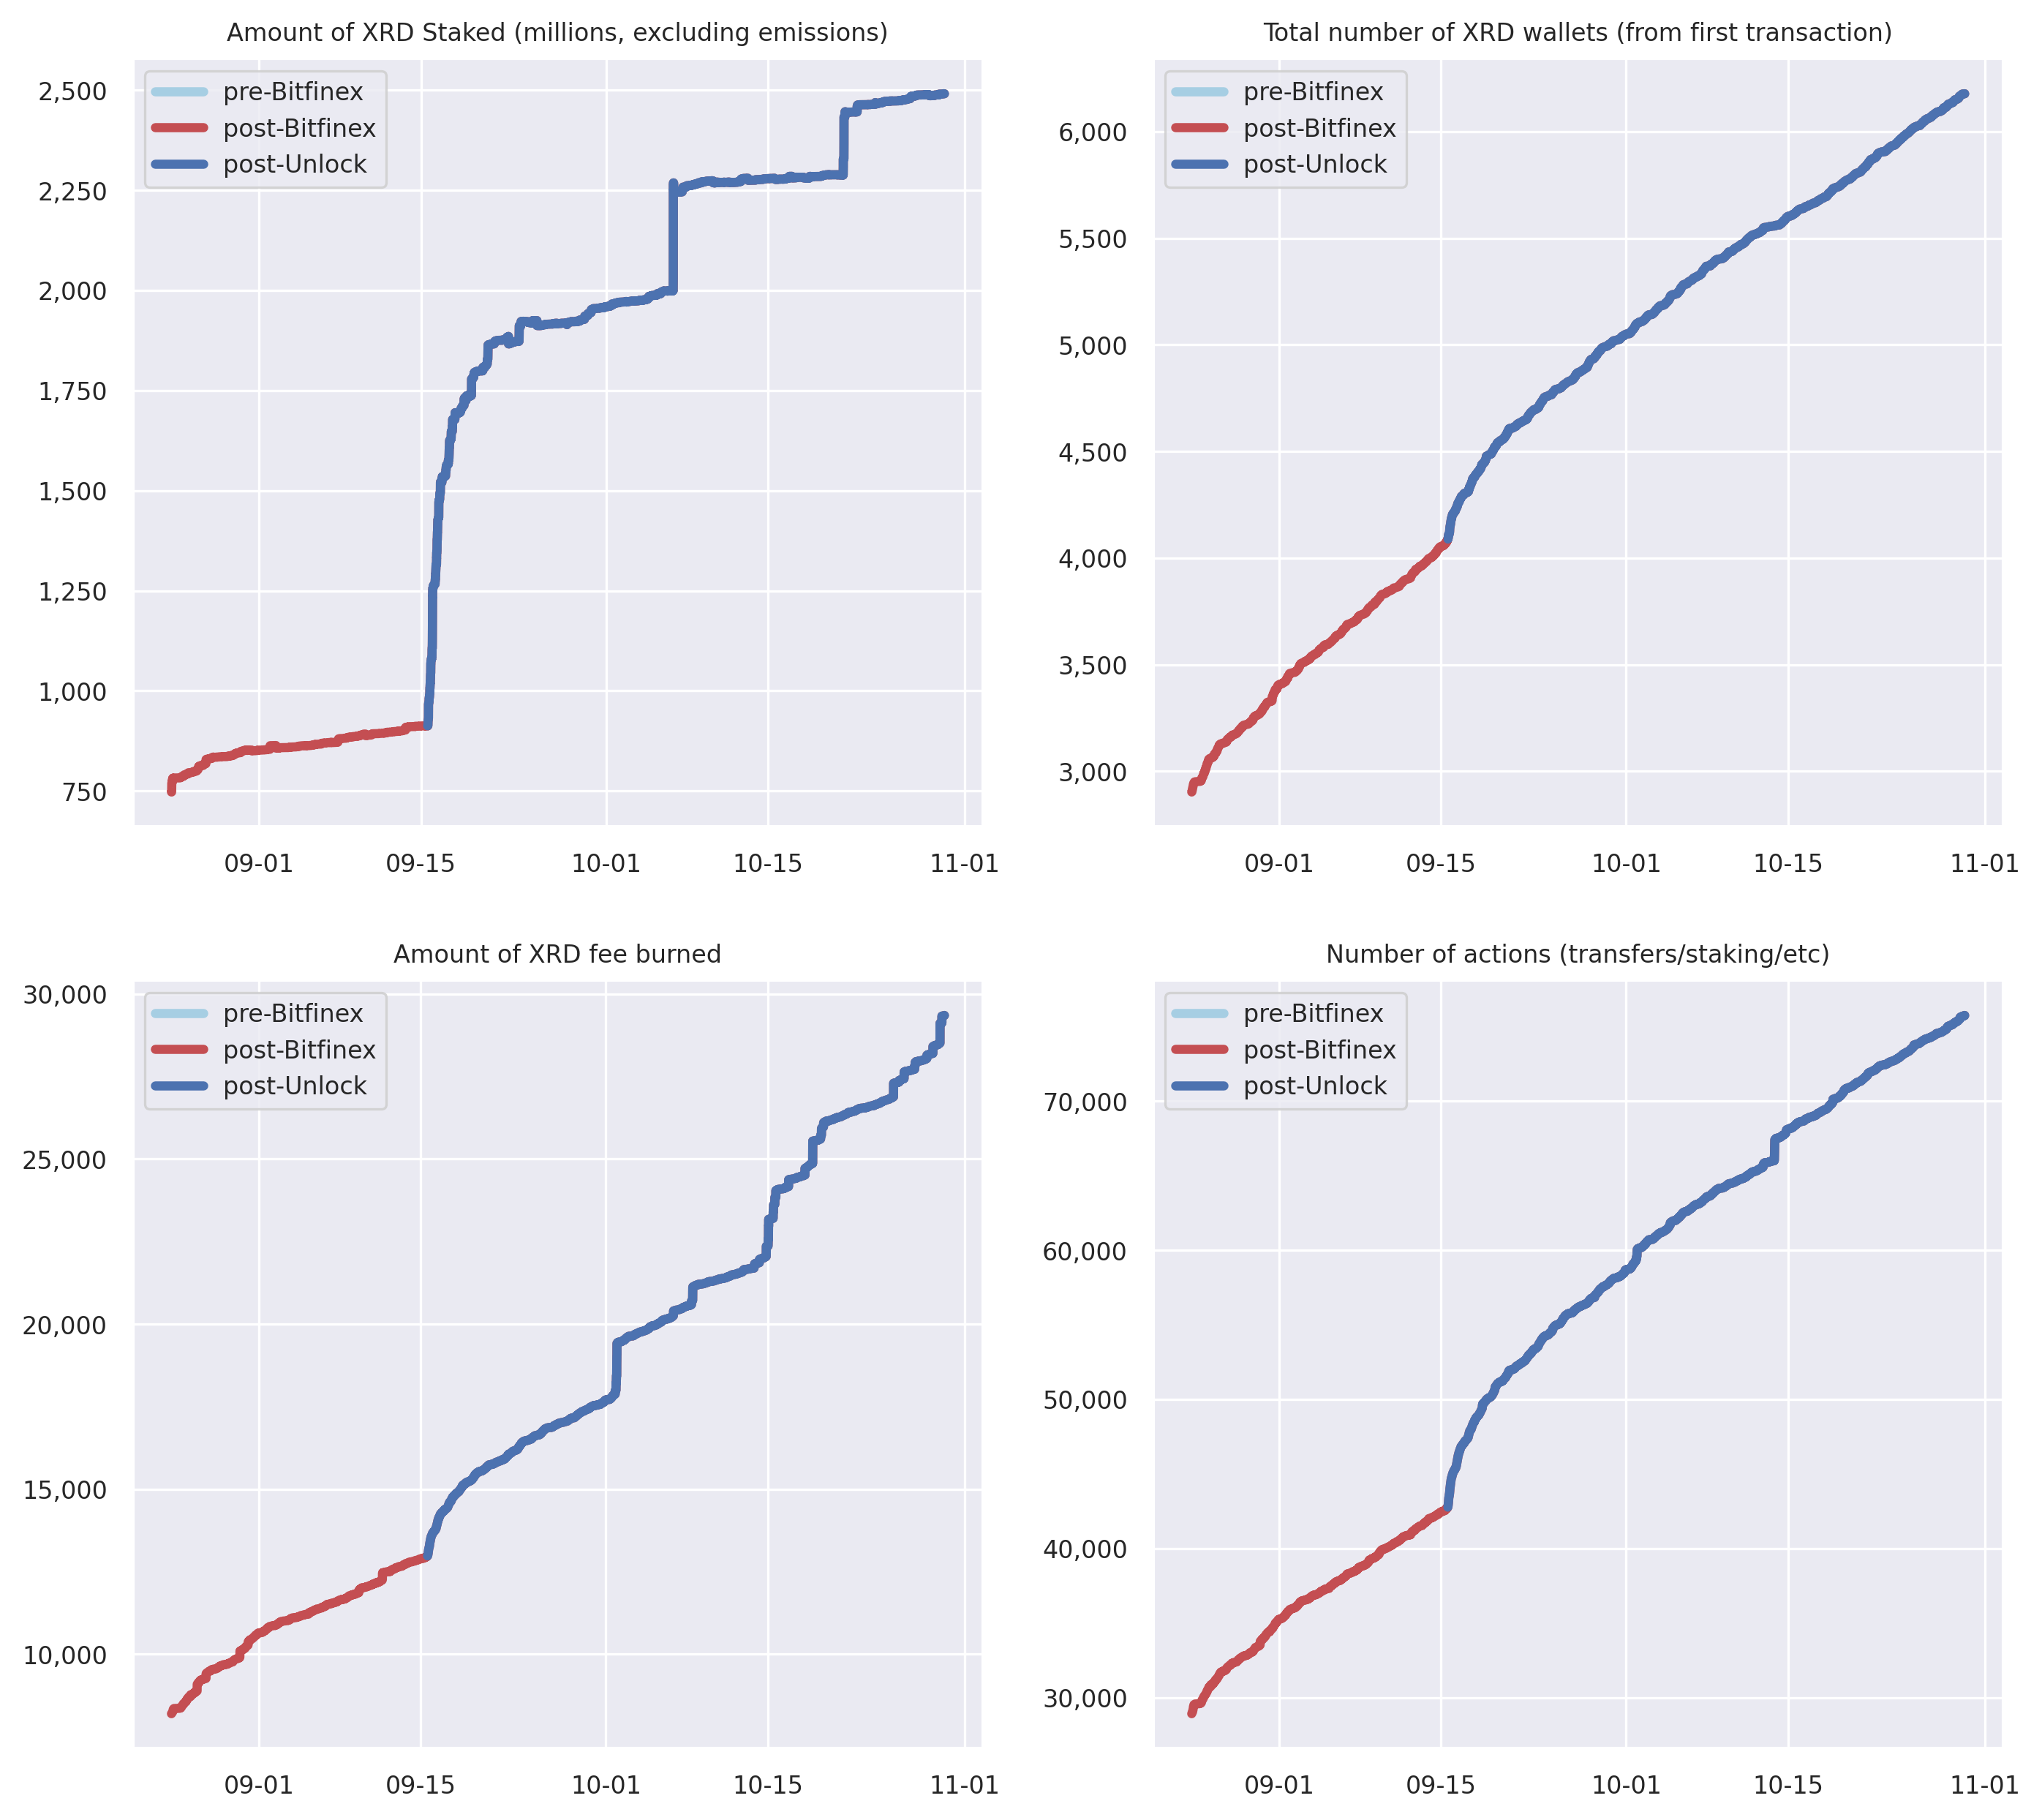 Amount of XRD Staked (millions, excluding emissions)
pre-Bitfinex
post-Bitfinex
post-Unlock
2,500
2,250
2,000
1,750
1,500
1,250
1,000
750
09-01 09-15 10-01 10-15 11-01
Total number of XRD wallets (from first transaction)
pre-Bitfinex
post-Bitfinex
post-Unlock
6,000
5,500
5,000
4,500
4,000
3,500
3,000
09-01 09-15 10-01 10-15 11-01
Amount of XRD fee burned
pre-Bitfinex
post-Bitfinex
post-Unlock
30,000
25,000
20,000
15,000
10,000
09-01 09-15 10-01 10-15 11-01
Number of actions (transfers/staking/etc)
pre-Bitfinex
post-Bitfinex
post-Unlock
70,000
60,000
50,000
40,000
30,000
09-01 09-15 10-01 10-15 11-01